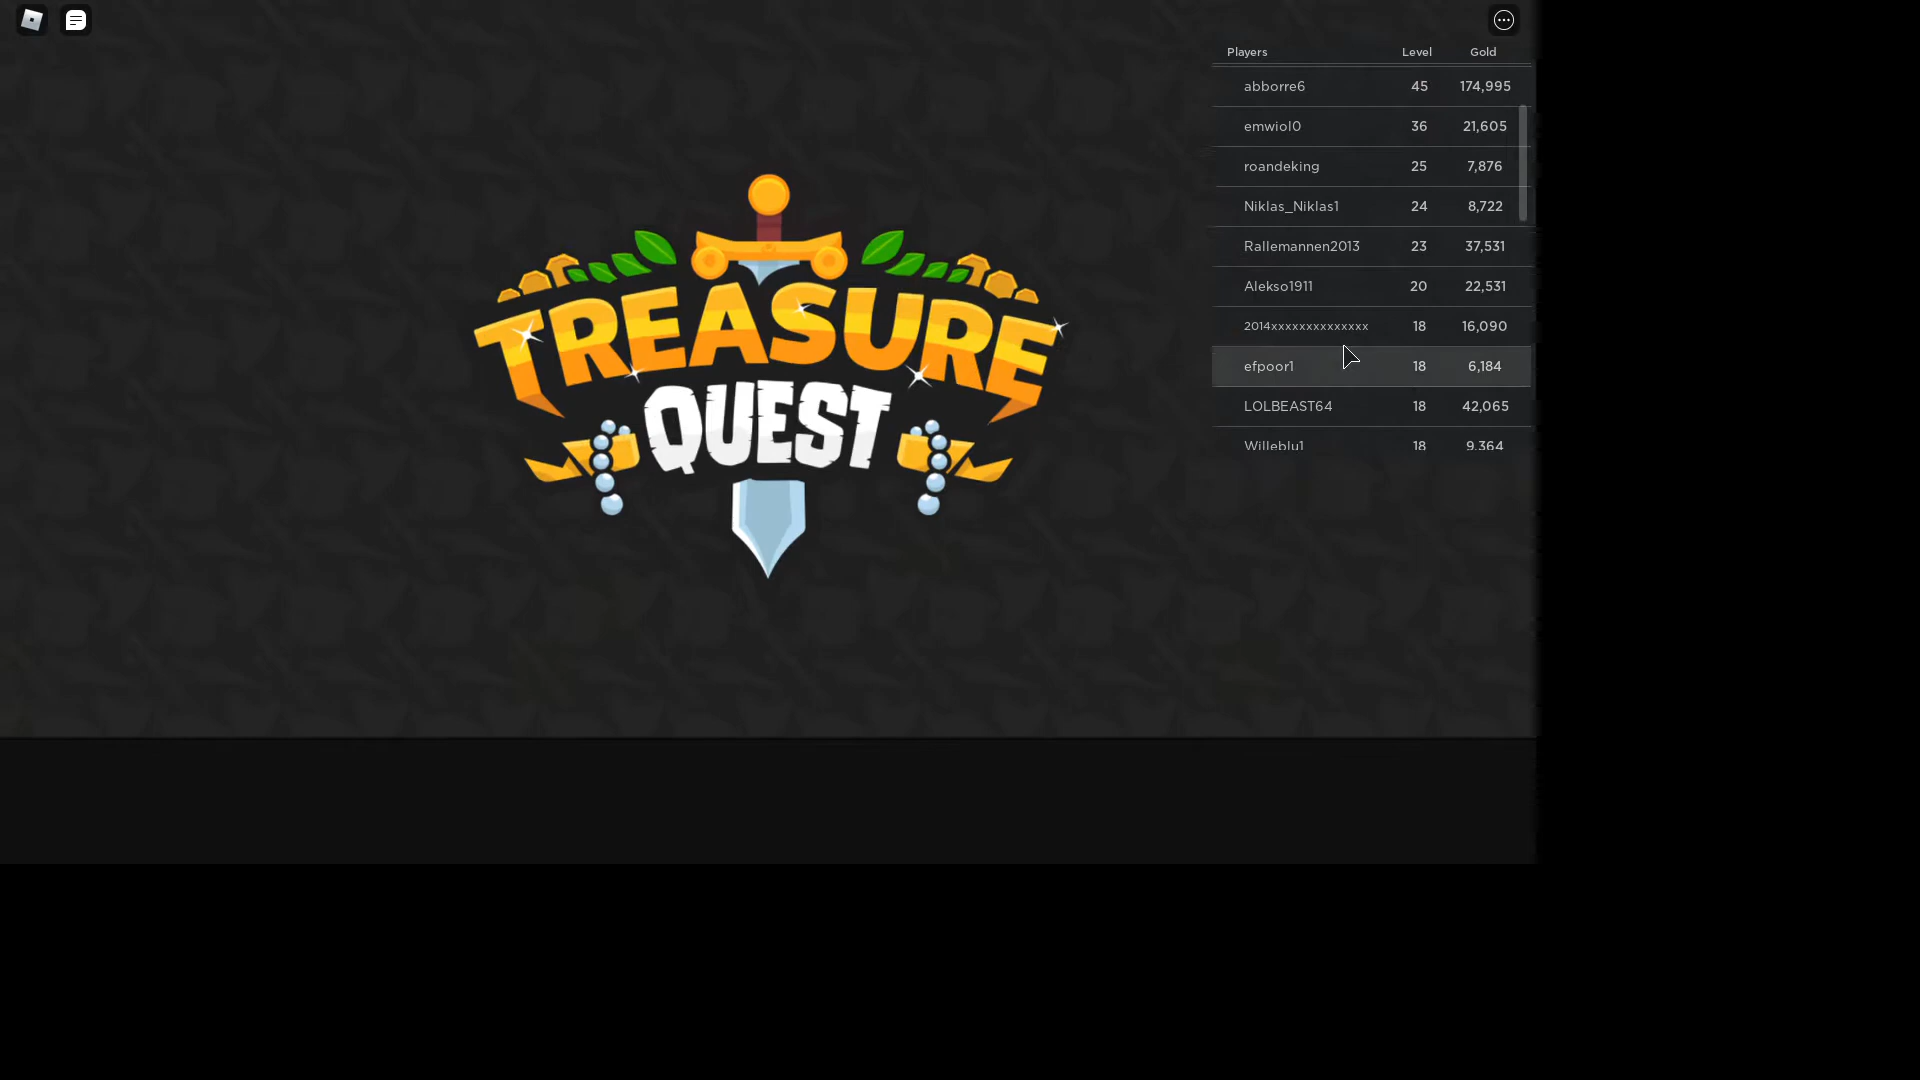 Players Level Gold
abborre6 45 174,995
emwiol0 36 21,605
roandeking 25 7,876
Niklas_Niklas1 24 8,722
Rallemannen2013 23 37,531
Alekso1911 20 22,531
2014xxxxxxxxxxxxxx 18 16,090
efpoor1 18 6,184
LOLBEAST64 18 42,065
Willeblu1 18 9,364
TREASURE
QUEST